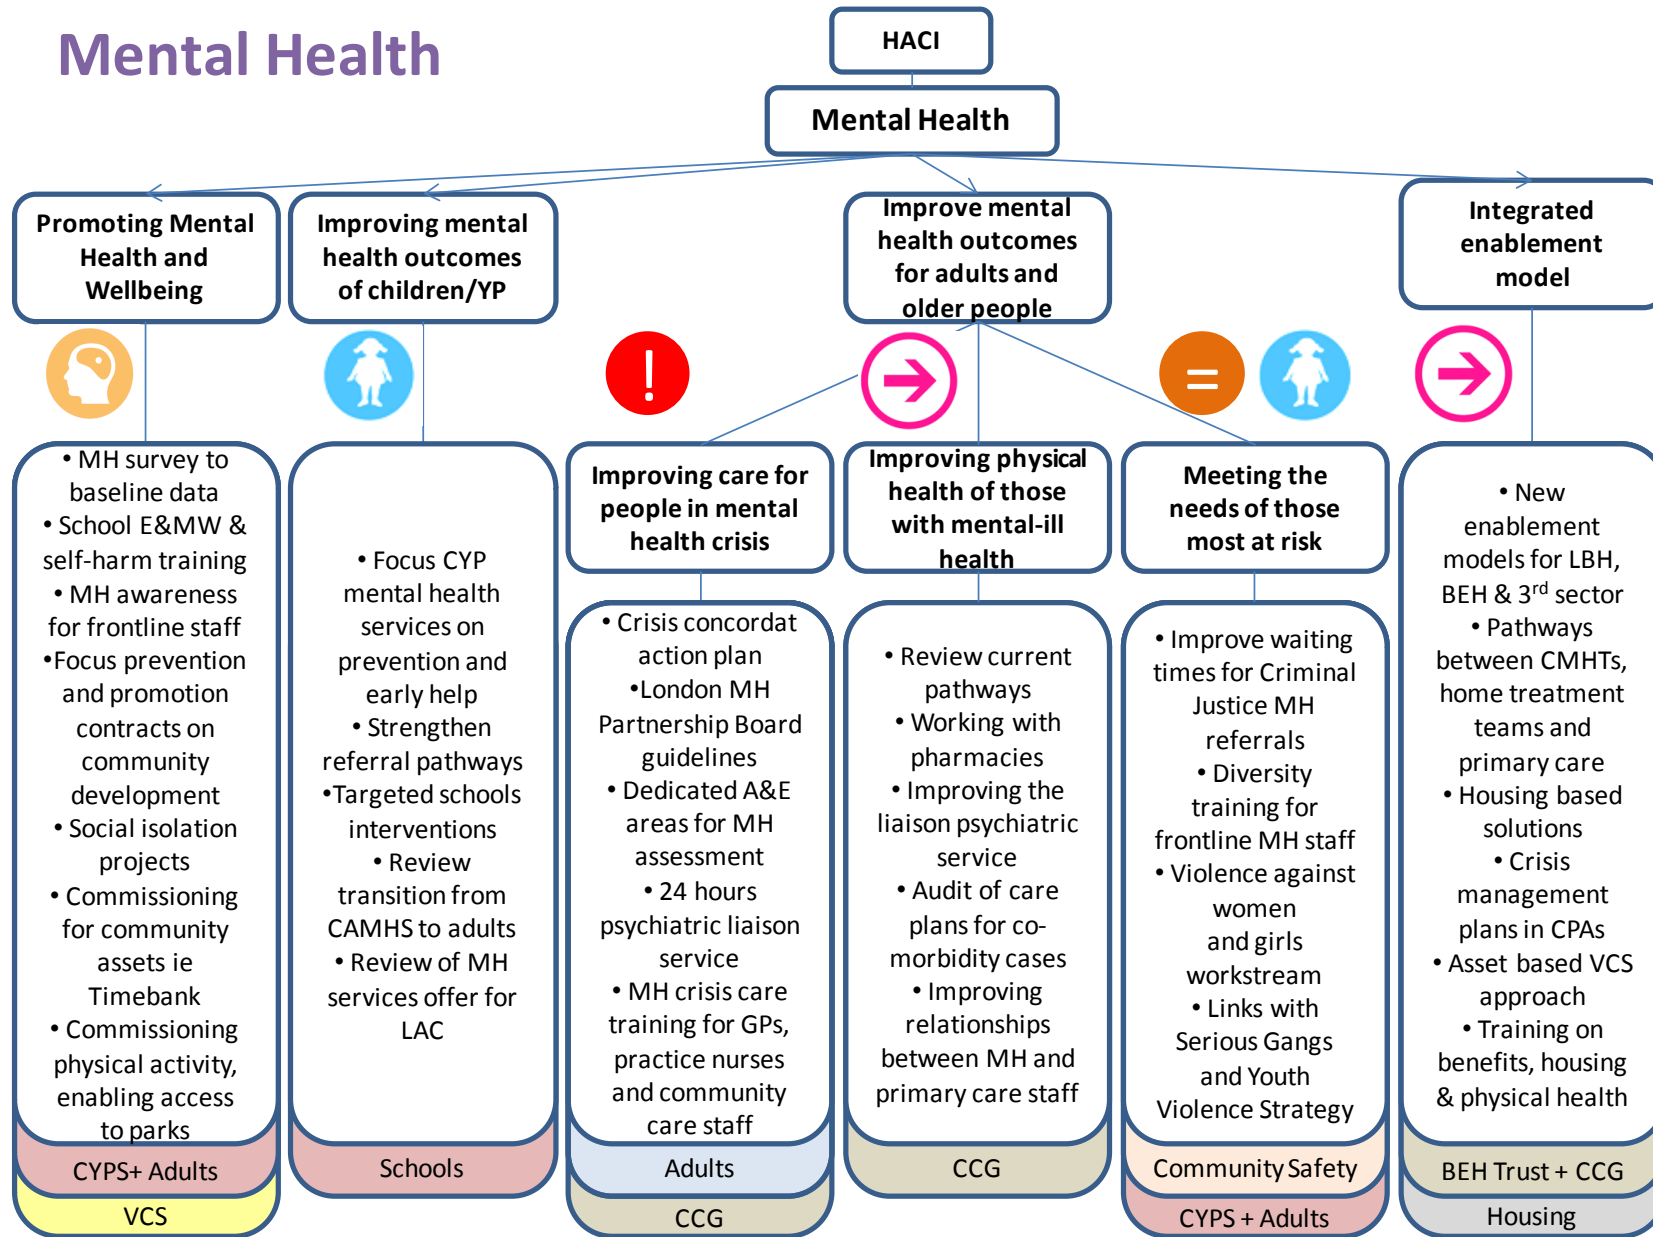 Mental Health
HACI
Mental Health
Promoting Mental
Health and
Wellbeing
Improving mental
health outcomes
of children/YP
Improve mental
health outcomes
for adults and
older people
Integrated
enablement
model
!
=
• MH survey to
baseline data
• School E&MW &
self-harm training
• MH awareness
for frontline staff
•Focus prevention
and promotion
contracts on
community
development
• Social isolation
projects
• Commissioning
for community
assets ie
Timebank
• Commissioning
physical activity,
enabling access
to parks
CYPS+ Adults
VCS
• Focus CYP
mental health
services on
prevention and
early help
• Strengthen
referral pathways
•Targeted schools
interventions
• Review
transition from
CAMHS to adults
• Review of MH
services offer for
LAC
Schools
Improving care for
people in mental
health crisis
• Crisis concordat
action plan
•London MH
Partnership Board
guidelines
• Dedicated A&E
areas for MH
assessment
• 24 hours
psychiatric liaison
service
• MH crisis care
training for GPs,
practice nurses
and community
care staff
Adults
CCG
Improving physical
health of those
with mental-ill
health
• Review current
pathways
• Working with
pharmacies
• Improving the
liaison psychiatric
service
• Audit of care
plans for co-
morbidity cases
• Improving
relationships
between MH and
primary care staff
CCG
Meeting the
needs of those
most at risk
• Improve waiting
times for Criminal
Justice MH
referrals
• Diversity
training for
frontline MH staff
• Violence against
women
and girls
workstream
• Links with
Serious Gangs
and Youth
Violence Strategy
Community Safety
CYPS + Adults
• New
enablement
models for LBH,
BEH & 3rd sector
• Pathways
between CMHTs,
home treatment
teams and
primary care
• Housing based
solutions
• Crisis
management
plans in CPAs
• Asset based VCS
approach
• Training on
benefits, housing
& physical health
BEH Trust + CCG
Housing